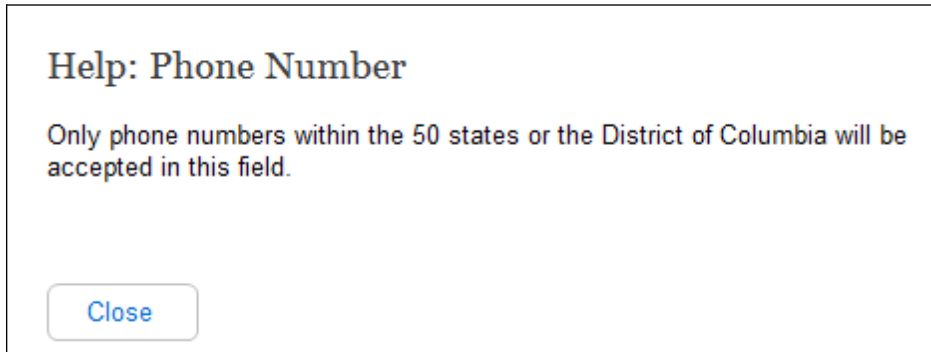 Help: Phone Number
Only phone numbers within the 50 states or the District of Columbia will be
accepted in this field.
Close